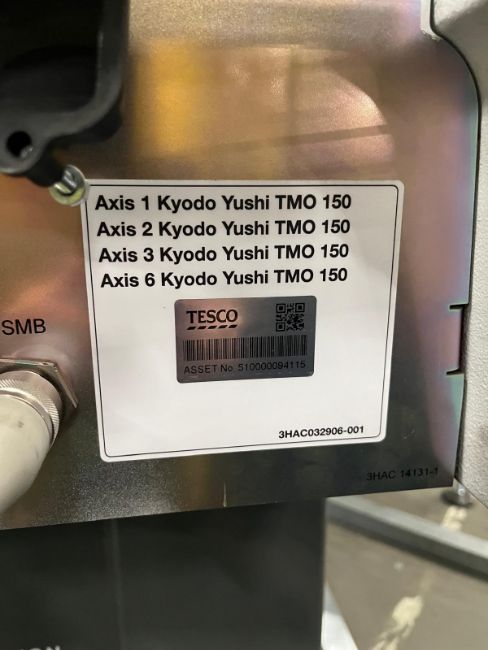 Axis 1 Kyodo Yushi TMO 150
Axis 2 Kyodo Yushi TMO 150
Axis 3 Kyodo Yushi TMO 150
Axis 6 Kyodo Yushi TMO 150
SMB
TESCO
ASSET No. 510000094115
3HAC032906-001
3HAC 14131-1